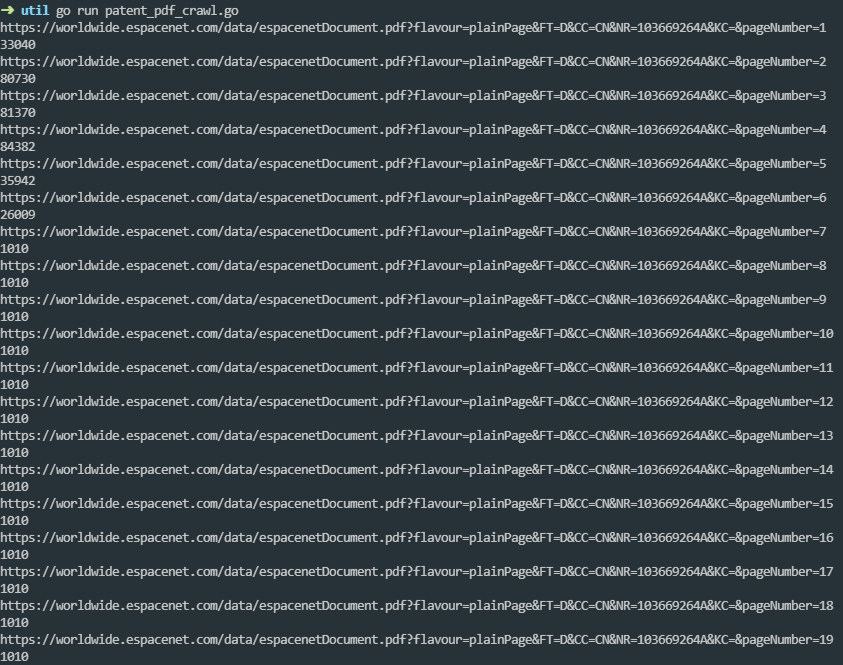 ➜ util go run patent_pdf_crawl.go
https://worldwide.espacenet.com/data/espacenetDocument.pdf?flavour=plainPage&FT=D&CC=CN&NR=103669264A&KC=&pageNumber=1
33040
https://worldwide.espacenet.com/data/espacenetDocument.pdf?flavour=plainPage&FT=D&CC=CN&NR=103669264A&KC=&pageNumber=2
80730
https://worldwide.espacenet.com/data/espacenetDocument.pdf?flavour=plainPage&FT=D&CC=CN&NR=103669264A&KC=&pageNumber=3
81370
https://worldwide.espacenet.com/data/espacenetDocument.pdf?flavour=plainPage&FT=D&CC=CN&NR=103669264A&KC=&pageNumber=4
84382
https://worldwide.espacenet.com/data/espacenetDocument.pdf?flavour=plainPage&FT=D&CC=CN&NR=103669264A&KC=&pageNumber=5
35942
https://worldwide.espacenet.com/data/espacenetDocument.pdf?flavour=plainPage&FT=D&CC=CN&NR=103669264A&KC=&pageNumber=6
26009
https://worldwide.espacenet.com/data/espacenetDocument.pdf?flavour=plainPage&FT=D&CC=CN&NR=103669264A&KC=&pageNumber=7
1010
https://worldwide.espacenet.com/data/espacenetDocument.pdf?flavour=plainPage&FT=D&CC=CN&NR=103669264A&KC=&pageNumber=8
1010
https://worldwide.espacenet.com/data/espacenetDocument.pdf?flavour=plainPage&FT=D&CC=CN&NR=103669264A&KC=&pageNumber=9
1010
https://worldwide.espacenet.com/data/espacenetDocument.pdf?flavour=plainPage&FT=D&CC=CN&NR=103669264A&KC=&pageNumber=10
1010
https://worldwide.espacenet.com/data/espacenetDocument.pdf?flavour=plainPage&FT=D&CC=CN&NR=103669264A&KC=&pageNumber=11
1010
https://worldwide.espacenet.com/data/espacenetDocument.pdf?flavour=plainPage&FT=D&CC=CN&NR=103669264A&KC=&pageNumber=12
1010
https://worldwide.espacenet.com/data/espacenetDocument.pdf?flavour=plainPage&FT=D&CC=CN&NR=103669264A&KC=&pageNumber=13
1010
https://worldwide.espacenet.com/data/espacenetDocument.pdf?flavour=plainPage&FT=D&CC=CN&NR=103669264A&KC=&pageNumber=14
1010
https://worldwide.espacenet.com/data/espacenetDocument.pdf?flavour=plainPage&FT=D&CC=CN&NR=103669264A&KC=&pageNumber=15
1010
https://worldwide.espacenet.com/data/espacenetDocument.pdf?flavour=plainPage&FT=D&CC=CN&NR=103669264A&KC=&pageNumber=16
1010
https://worldwide.espacenet.com/data/espacenetDocument.pdf?flavour=plainPage&FT=D&CC=CN&NR=103669264A&KC=&pageNumber=17
1010
https://worldwide.espacenet.com/data/espacenetDocument.pdf?flavour=plainPage&FT=D&CC=CN&NR=103669264A&KC=&pageNumber=18
1010
https://worldwide.espacenet.com/data/espacenetDocument.pdf?flavour=plainPage&FT=D&CC=CN&NR=103669264A&KC=&pageNumber=19
1010